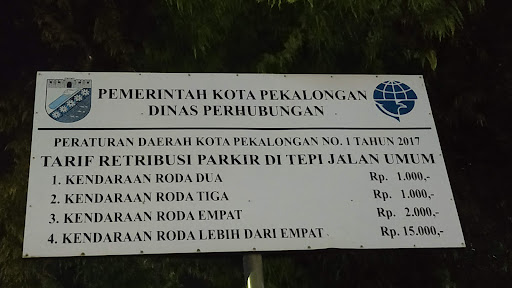 PEMERINTAH KOTA PEKALONGAN
DINAS PERHUBUNGAN
PERATURAN DAERAH KOTA PEKALONGAN NO. 1 TAHUN 2017
TARIF RETRIBUSI PARKIR DI TEPI JALAN UMUM
1. KENDARAAN RODA DUA Rp. 1.000,-
2. KENDARAAN RODA TIGA Rp. 1.000,-
3. KENDARAAN RODA EMPAT Rp. 2.000,-
4. KENDARAAN RODA LEBIH DARI EMPAT Rp. 15.000,-